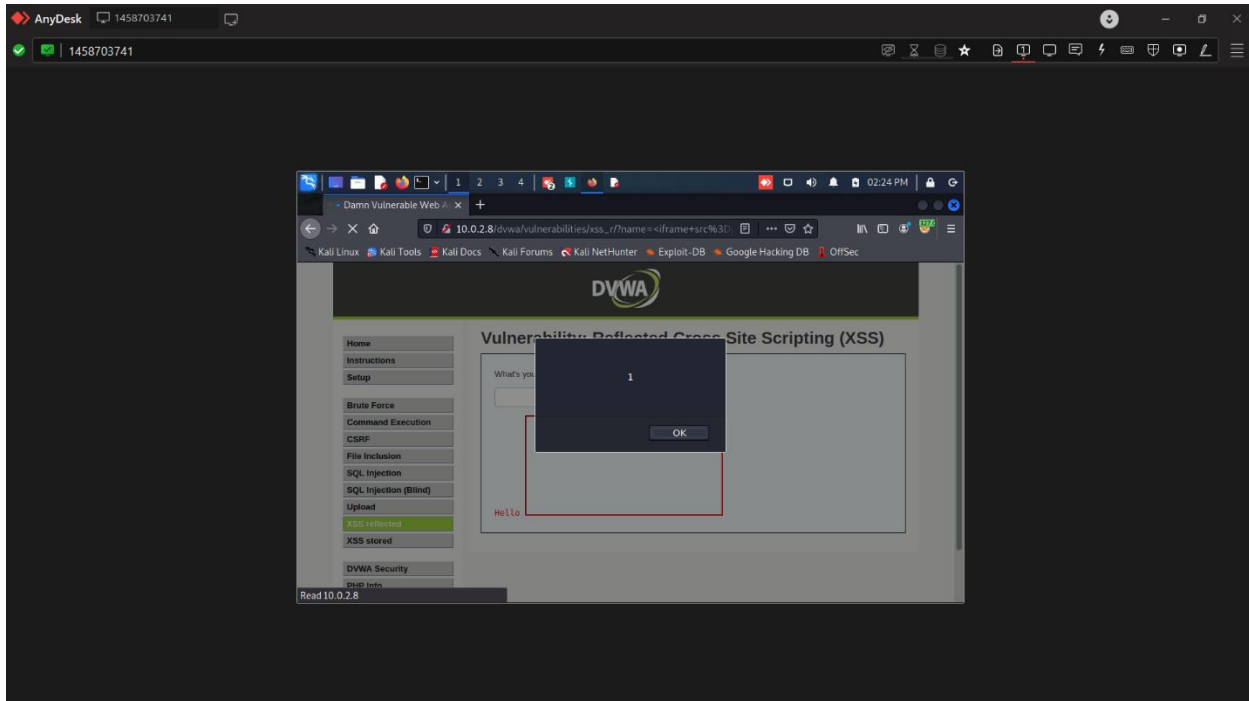 AnyDesk 1458703741
1458703741
1 2 3 4 02:24 PM
Damn Vulnerable Web A
10.0.2.8/dvwa/vulnerabilities/xss_r/?name=<iframe+src%3D
Kali Linux Kali Tools Kali Docs Kali Forums Kali NetHunter Exploit-DB Google Hacking DB OffSec
DVWA
Home
Instructions
Setup
Brute Force
Command Execution
CSRF
File Inclusion
SQL Injection
SQL Injection (Blind)
Upload
XSS reflected
XSS stored
DVWA Security
PHP Info
Vulnerability: Reflected Cross Site Scripting (XSS)
What's you
1
OK
Hello
Read 10.0.2.8